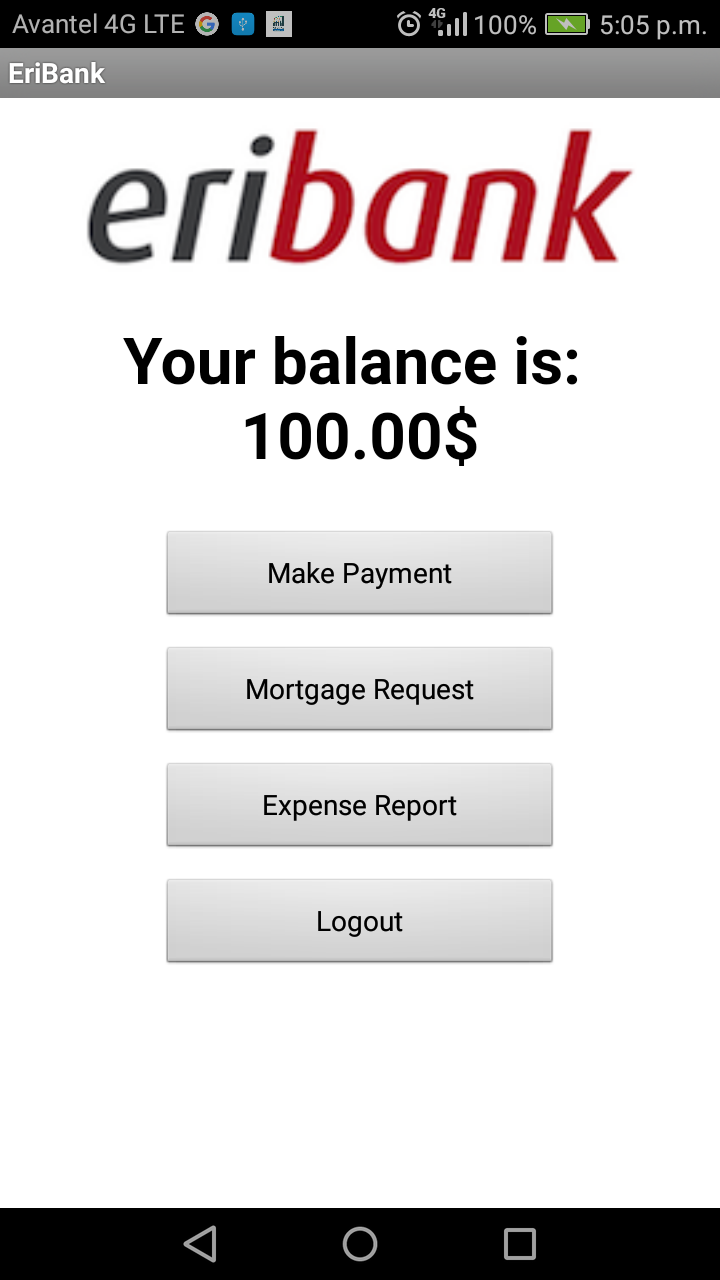 Avantel 4G LTE 4G 100% 5:05 p.m.
EriBank
eribank
Your balance is:
100.00$
Make Payment
Mortgage Request
Expense Report
Logout